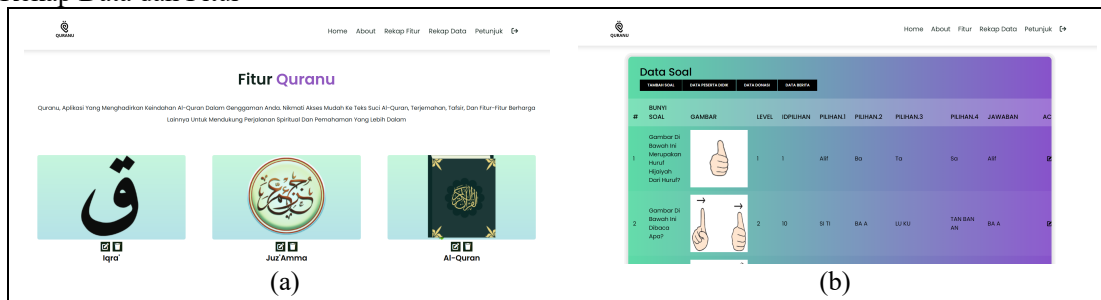 Rekap Data dan Fitur
QURANU
Home About Rekap Fitur Rekap Data Petunjuk
Fitur Quranu
Quranu, Aplikasi Yang Menghadirkan Keindahan Al-Quran Dalam Genggaman Anda. Nikmati Akses Mudah Ke Teks Suci Al-Quran, Terjemahan, Tafsir, Dan Fitur-Fitur Berharga
Lainnya Untuk Mendukung Perjalanan Spiritual Dan Pemahaman Yang Lebih Dalam
ق
جزء عم
Iqra' Juz'Amma Al-Quran
(a)
QURANU
Home About Fitur Rekap Data Petunjuk
Data Soal
TAMBAH SOAL DATA PESERTA DIDIK DATA DONASI DATA BERITA
# BUNYI SOAL GAMBAR LEVEL IDPILIHAN PILIHAN.1 PILIHAN.2 PILIHAN.3 PILIHAN.4 JAWABAN AC
1 Gambar Di Bawah Ini Merupakan Huruf Hijaiyah Dari Huruf? 1 1 Alif Ba Ta Sa Alif
2 Gambar Di Bawah Ini Dibaca Apa? → → 2 10 SI TI BA A LU KU TAN BAN AN BA A
(b)